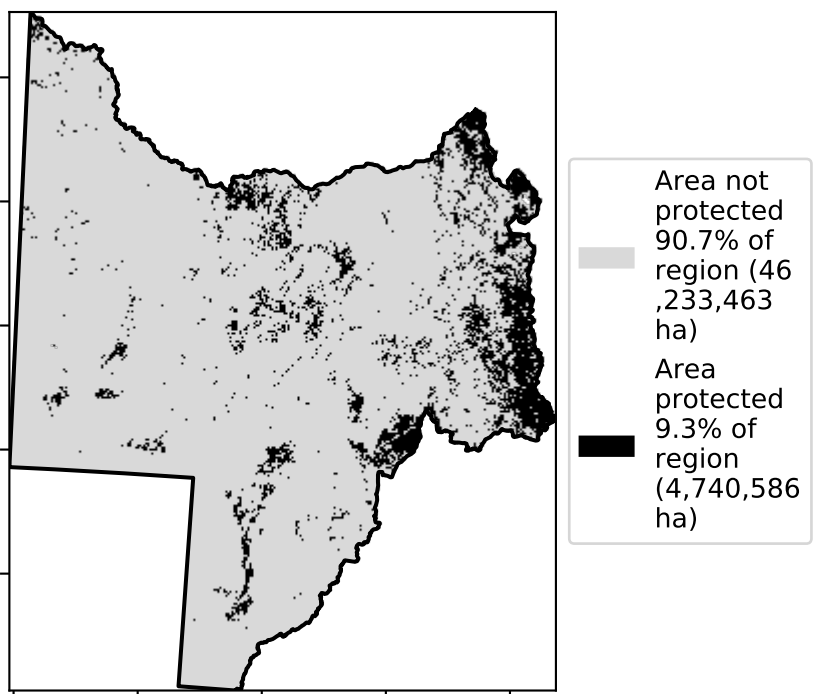 Area not
protected
90.7% of
region (46
,233,463
ha)
Area
protected
9.3% of
region
(4,740,586
ha)